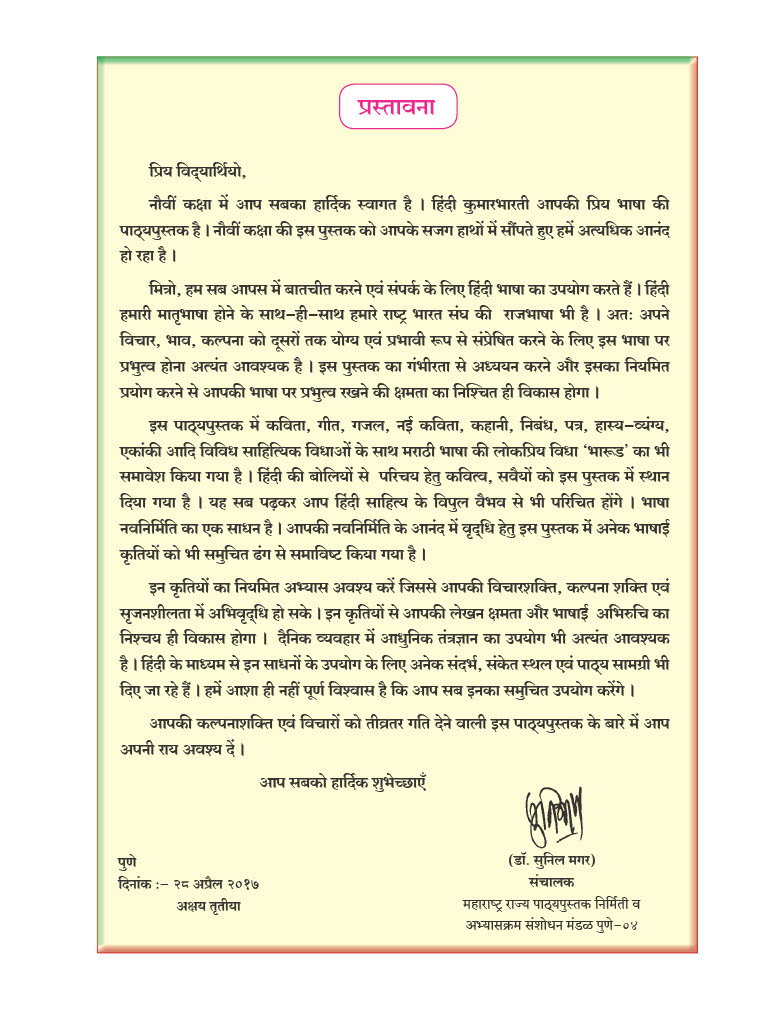 प्रस्तावना
प्रिय विद्‌यार्थियो,
नौवीं कक्षा में आप सबका हार्दिक स्वागत है । हिंदी कुमारभारती आपकी प्रिय भाषा की
पाठ्‌यपुस्तक है । नौवीं कक्षा की इस पुस्तक को आपके सजग हाथों में सौंपते हुए हमें अत्यधिक आनंद
हो रहा है ।
मित्रो, हम सब आपस में बातचीत करने एवं संपर्क के लिए हिंदी भाषा का उपयोग करते हैं । हिंदी
हमारी मातृभाषा होने के साथ-ही-साथ हमारे राष्ट्र भारत संघ की राजभाषा भी है । अतः अपने
विचार, भाव, कल्पना को दूसरों तक योग्य एवं प्रभावी रूप से संप्रेषित करने के लिए इस भाषा पर
प्रभुत्व होना अत्यंत आवश्यक है । इस पुस्तक का गंभीरता से अध्ययन करने और इसका नियमित
प्रयोग करने से आपकी भाषा पर प्रभुत्व रखने की क्षमता का निश्चित ही विकास होगा ।
इस पाठ्‌यपुस्तक में कविता, गीत, गजल, नई कविता, कहानी, निबंध, पत्र, हास्य-व्यंग्य,
एकांकी आदि विविध साहित्यिक विधाओं के साथ मराठी भाषा की लोकप्रिय विधा ‘भारूड’ का भी
समावेश किया गया है । हिंदी की बोलियों से परिचय हेतु कवित्व, सवैयों को इस पुस्तक में स्थान
दिया गया है । यह सब पढ़कर आप हिंदी साहित्य के विपुल वैभव से भी परिचित होंगे । भाषा
नवनिर्मिति का एक साधन है । आपकी नवनिर्मिति के आनंद में वृद्‌धि हेतु इस पुस्तक में अनेक भाषाई
कृतियों को भी समुचित ढंग से समाविष्ट किया गया है ।
इन कृतियों का नियमित अभ्यास अवश्य करें जिससे आपकी विचारशक्ति, कल्पना शक्ति एवं
सृजनशीलता में अभिवृद्‌धि हो सके । इन कृतियों से आपकी लेखन क्षमता और भाषाई अभिरुचि का
निश्चय ही विकास होगा । दैनिक व्यवहार में आधुनिक तंत्रज्ञान का उपयोग भी अत्यंत आवश्यक
है । हिंदी के माध्यम से इन साधनों के उपयोग के लिए अनेक संदर्भ, संकेत स्थल एवं पाठ्‌य सामग्री भी
दिए जा रहे हैं । हमें आशा ही नहीं पूर्ण विश्वास है कि आप सब इनका समुचित उपयोग करेंगे ।
आपकी कल्पनाशक्ति एवं विचारों को तीव्रतर गति देने वाली इस पाठ्‌यपुस्तक के बारे में आप
अपनी राय अवश्य दें ।
आप सबको हार्दिक शुभेच्छाएँ
पुणे
दिनांक :- २८ अप्रैल २०१७
अक्षय तृतीया
(डॉ. सुनिल मगर)
संचालक
महाराष्ट्र राज्य पाठ्‌यपुस्तक निर्मिती व
अभ्यासक्रम संशोधन मंडळ पुणे-०४